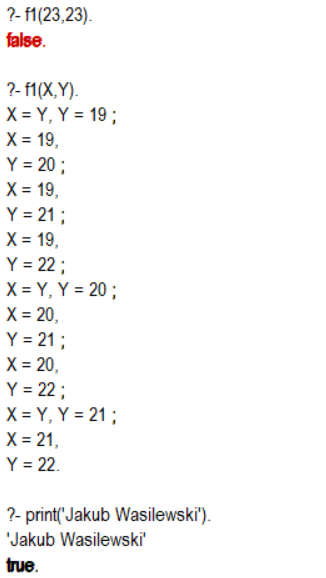 ?- f1(23,23).
false.
?- f1(X,Y).
X = Y, Y = 19 ;
X = 19,
Y = 20 ;
X = 19,
Y = 21 ;
X = 19,
Y = 22 ;
X = Y, Y = 20 ;
X = 20,
Y = 21 ;
X = 20,
Y = 22 ;
X = Y, Y = 21 ;
X = 21,
Y = 22.
?- print('Jakub Wasilewski').
'Jakub Wasilewski'
true.